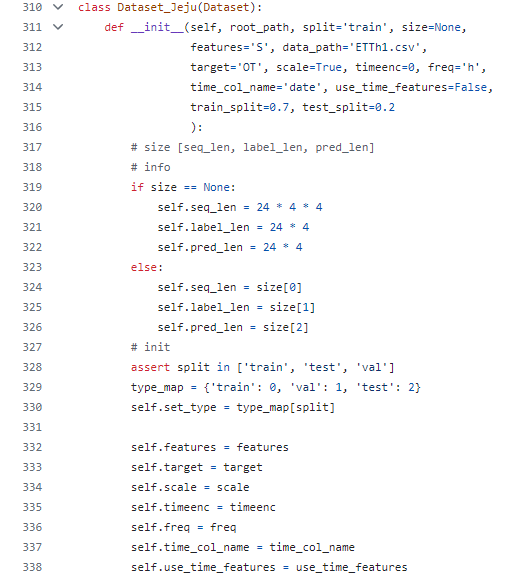 310 class Dataset_Jeju(Dataset):
311     def __init__(self, root_path, split='train', size=None,
312                  features='S', data_path='ETTh1.csv',
313                  target='OT', scale=True, timeenc=0, freq='h',
314                  time_col_name='date', use_time_features=False,
315                  train_split=0.7, test_split=0.2
316                  ):
317         # size [seq_len, label_len, pred_len]
318         # info
319         if size == None:
320             self.seq_len = 24 * 4 * 4
321             self.label_len = 24 * 4
322             self.pred_len = 24 * 4
323         else:
324             self.seq_len = size[0]
325             self.label_len = size[1]
326             self.pred_len = size[2]
327         # init
328         assert split in ['train', 'test', 'val']
329         type_map = {'train': 0, 'val': 1, 'test': 2}
330         self.set_type = type_map[split]
331
332         self.features = features
333         self.target = target
334         self.scale = scale
335         self.timeenc = timeenc
336         self.freq = freq
337         self.time_col_name = time_col_name
338         self.use_time_features = use_time_features